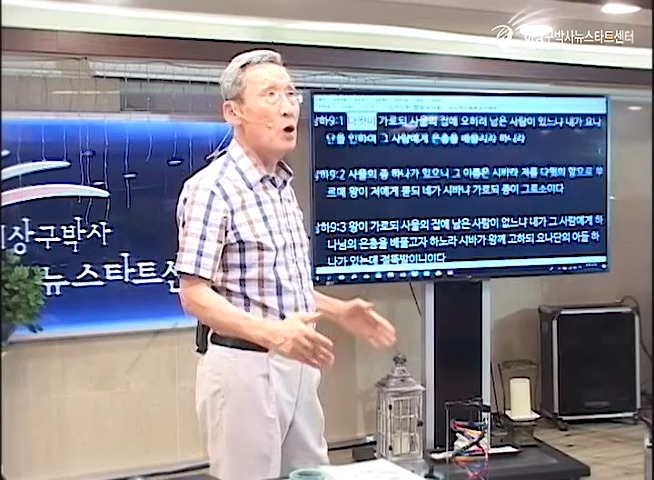 이상구박사뉴스타트센터
삼하9:1 다윗이 가로되 사울의 집에 오히려 남은 사람이 있느냐 내가 요나
단을 인하여 그 사람에게 은총을 베풀리라 하니라
삼하9:2 사울의 종 하나가 있으니 그 이름은 시바라 저를 다윗의 앞으로 부
르매 왕이 저에게 묻되 네가 시바냐 가로되 종이 그로소이다
삼하9:3 왕이 가로되 사울의 집에 남은 사람이 없느냐 내가 그 사람에게 하
나님의 은총을 베풀고자 하노라 시바가 왕께 고하되 요나단의 아들 하
나가 있는데 절뚝발이니이다
이상구박사
뉴스타트센